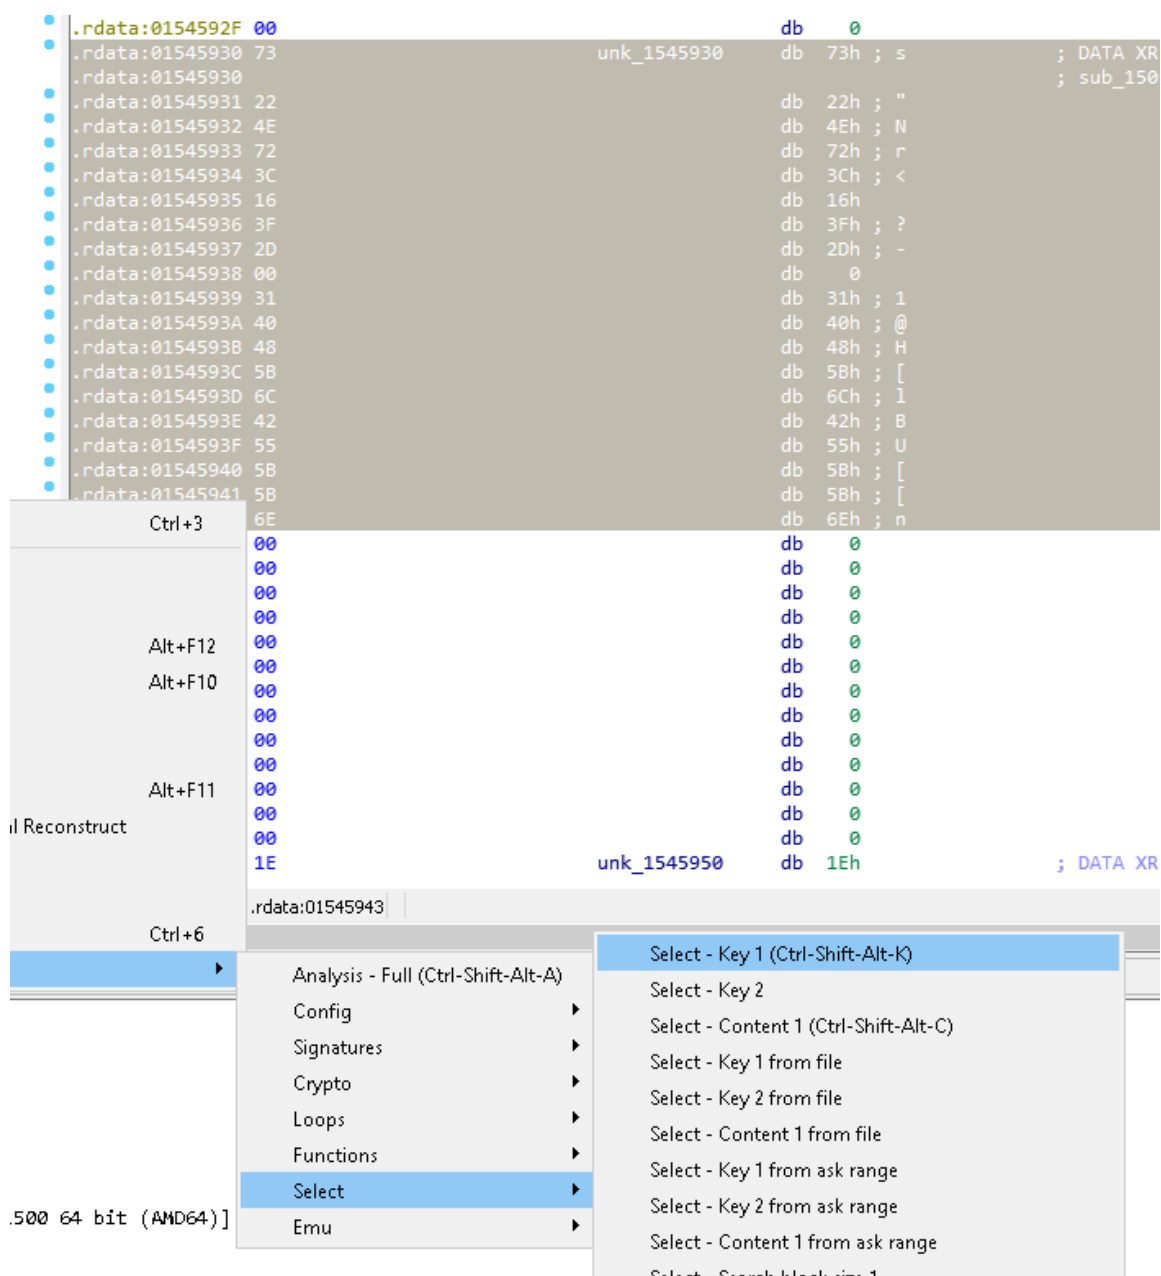 .rdata:0154592F 00 db 0
.rdata:01545930 73 unk_1545930 db 73h ; s ; DATA XR
.rdata:01545930 ; sub_150
.rdata:01545931 22 db 22h ; "
.rdata:01545932 4E db 4Eh ; N
.rdata:01545933 72 db 72h ; r
.rdata:01545934 3C db 3Ch ; <
.rdata:01545935 16 db 16h
.rdata:01545936 3F db 3Fh ; ?
.rdata:01545937 2D db 2Dh ; -
.rdata:01545938 00 db 0
.rdata:01545939 31 db 31h ; 1
.rdata:0154593A 40 db 40h ; @
.rdata:0154593B 48 db 48h ; H
.rdata:0154593C 5B db 5Bh ; [
.rdata:0154593D 6C db 6Ch ; l
.rdata:0154593E 42 db 42h ; B
.rdata:0154593F 55 db 55h ; U
.rdata:01545940 5B db 5Bh ; [
.rdata:01545941 5B db 5Bh ; [
Ctrl+3 6E db 6Eh ; n
00 db 0
00 db 0
00 db 0
00 db 0
Alt+F12 00 db 0
00 db 0
Alt+F10 00 db 0
00 db 0
00 db 0
00 db 0
Alt+F11 00 db 0
00 db 0
al Reconstruct 00 db 0
1E unk_1545950 db 1Eh ; DATA XR
.rdata:01545943
Ctrl+6
Analysis - Full (Ctrl-Shift-Alt-A)
Config
Signatures
Crypto
Loops
Functions
Select
Emu
Select - Key 1 (Ctrl-Shift-Alt-K)
Select - Key 2
Select - Content 1 (Ctrl-Shift-Alt-C)
Select - Key 1 from file
Select - Key 2 from file
Select - Content 1 from file
Select - Key 1 from ask range
Select - Key 2 from ask range
Select - Content 1 from ask range
Select - Search block size 1
.500 64 bit (AMD64)]